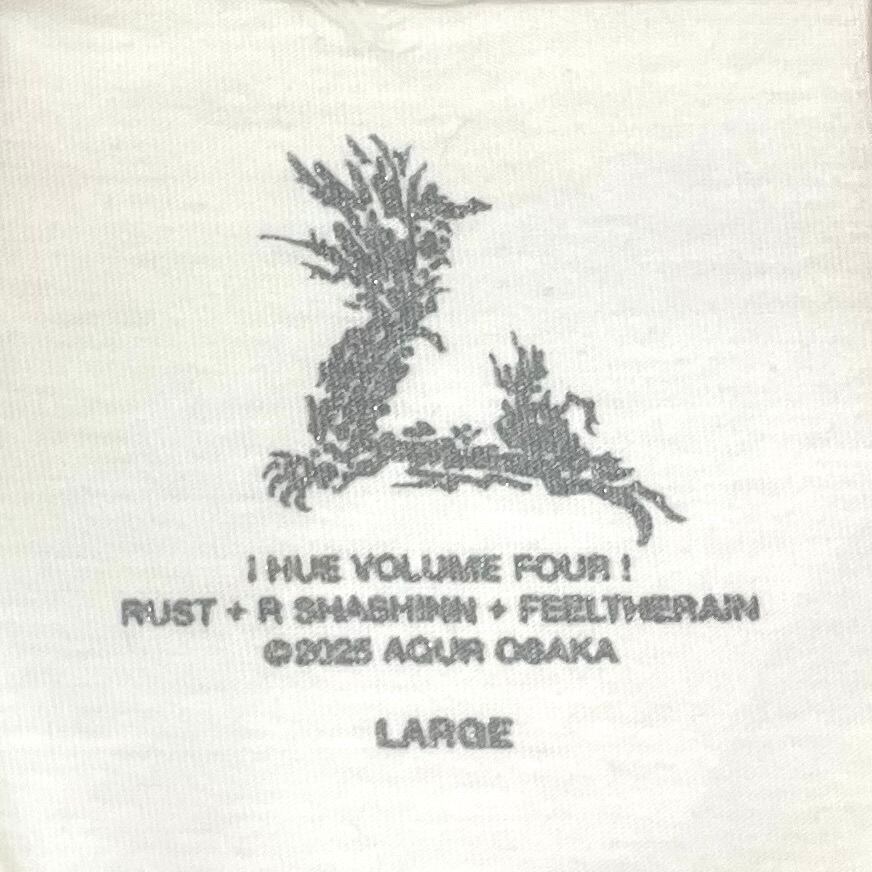 ! HUE VOLUME FOUR !
RUST + R SHASHINN + FEELTHERAIN
©2025 AGUR OSAKA
LARGE